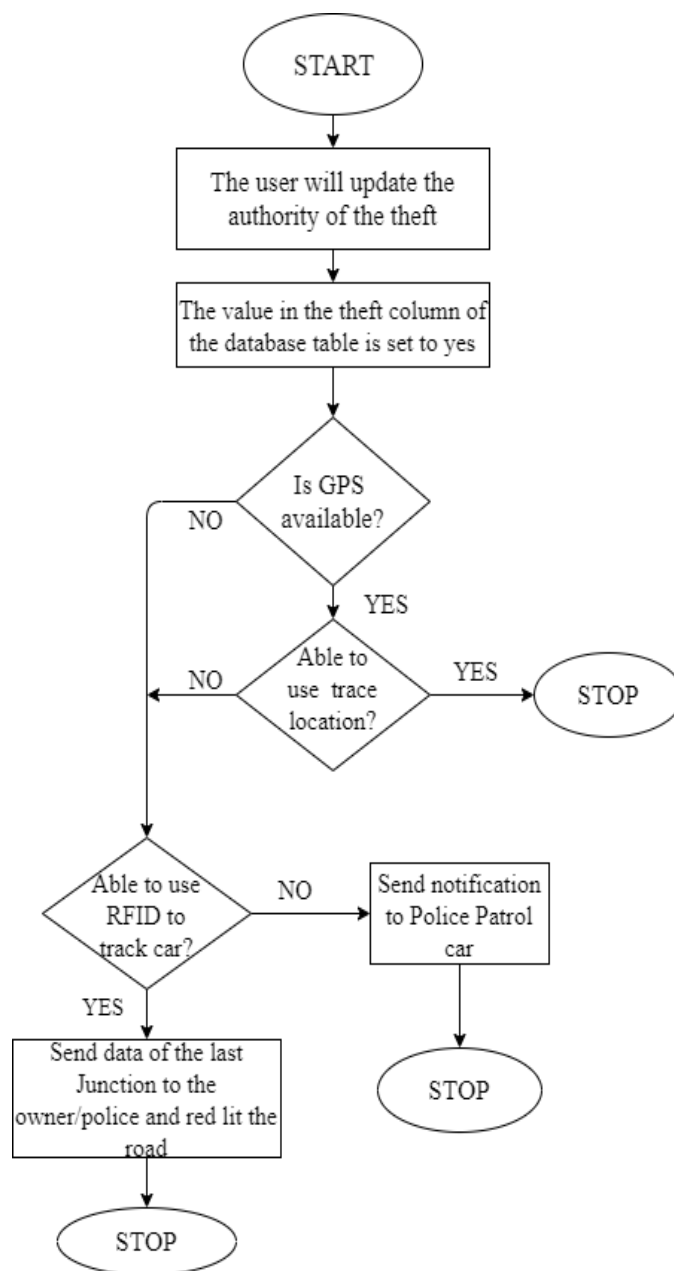 START
The user will update the
authority of the theft
The value in the theft column of
the database table is set to yes
Is GPS
available?
NO
YES
Able to
use trace
location?
NO
YES
STOP
Able to use
RFID to
track car?
NO
Send notification
to Police Patrol
car
YES
Send data of the last
Junction to the
owner/police and red lit the
road
STOP
STOP